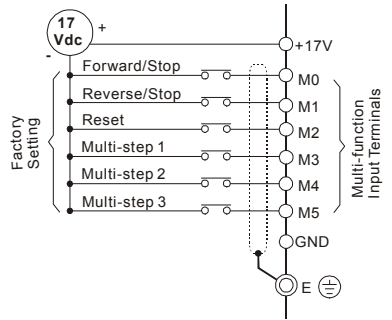 17
Vdc
+
-
+17V
Forward/Stop
M0
Reverse/Stop
M1
Reset
M2
Multi-step 1
M3
Multi-step 2
M4
Multi-step 3
M5
GND
E
Factory
Setting
Multi-function
Input Terminals